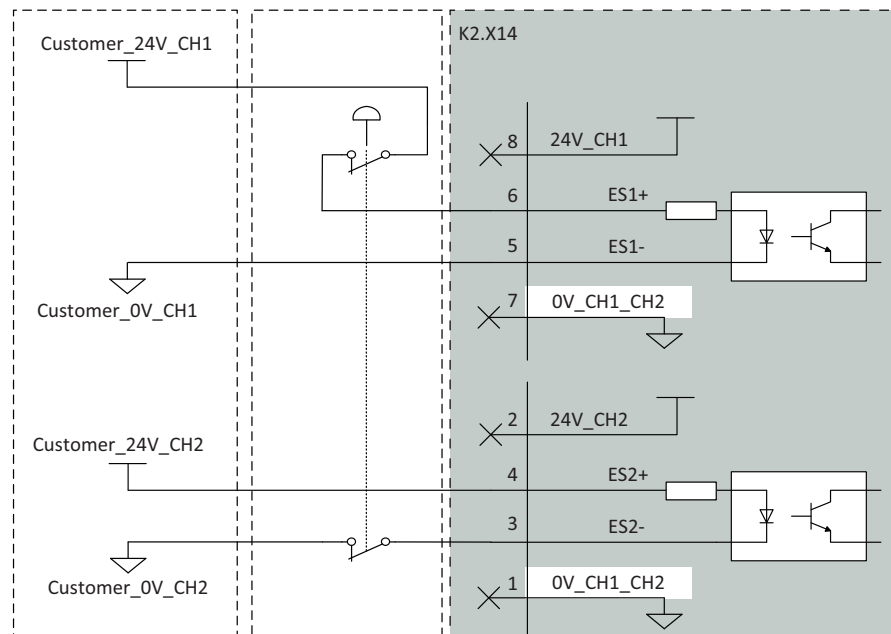 K2.X14
Customer_24V_CH1
8 24V_CH1
6 ES1+
5 ES1-
7 0V_CH1_CH2
Customer_0V_CH1
2 24V_CH2
Customer_24V_CH2
4 ES2+
3 ES2-
1 0V_CH1_CH2
Customer_0V_CH2